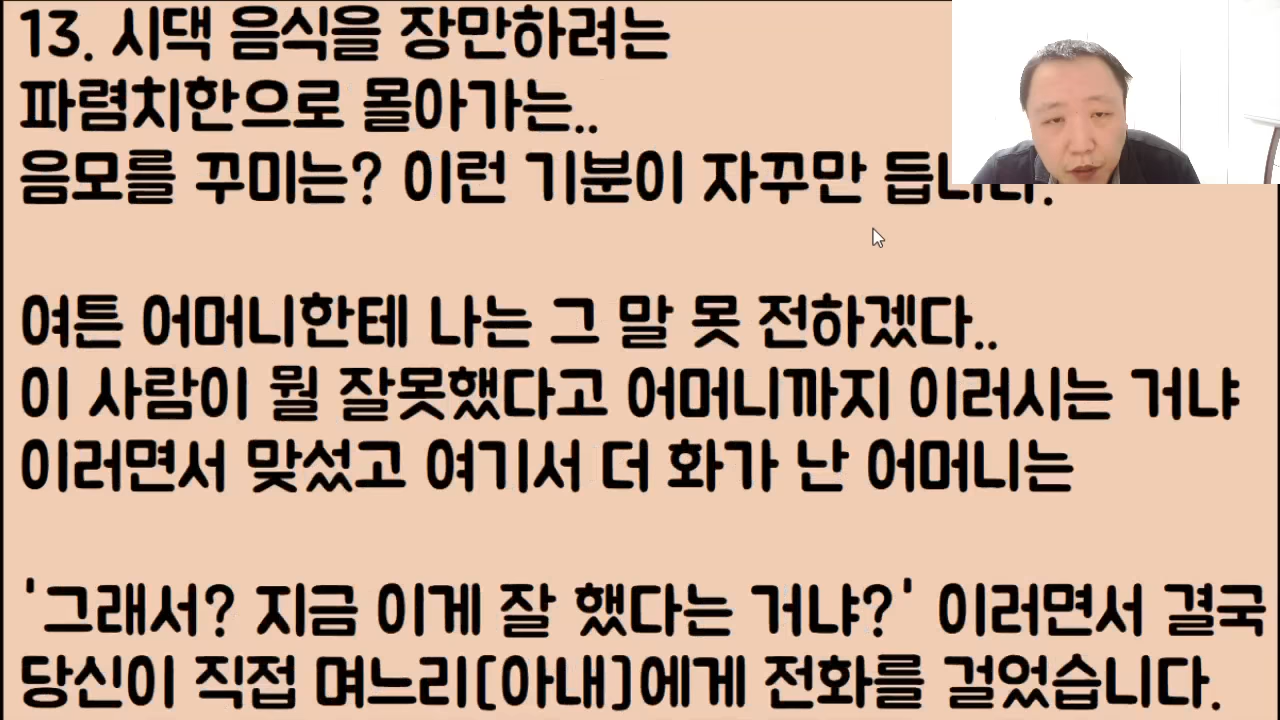 13. 시댁 음식을 장만하려는
파렴치한으로 몰아가는..
음모를 꾸미는? 이런 기분이 자꾸만
여튼 어머니한테 나는 그 말 못 전하겠다..
이 사람이 뭘 잘못했다고 어머니까지 이러시는 거냐
이러면서 맞섰고 여기서 더 화가 난 어머니는
'그래서? 지금 이게 잘 했다는 거냐?' 이러면서 결국
당신이 직접 며느리(아내)에게 전화를 걸었습니다.